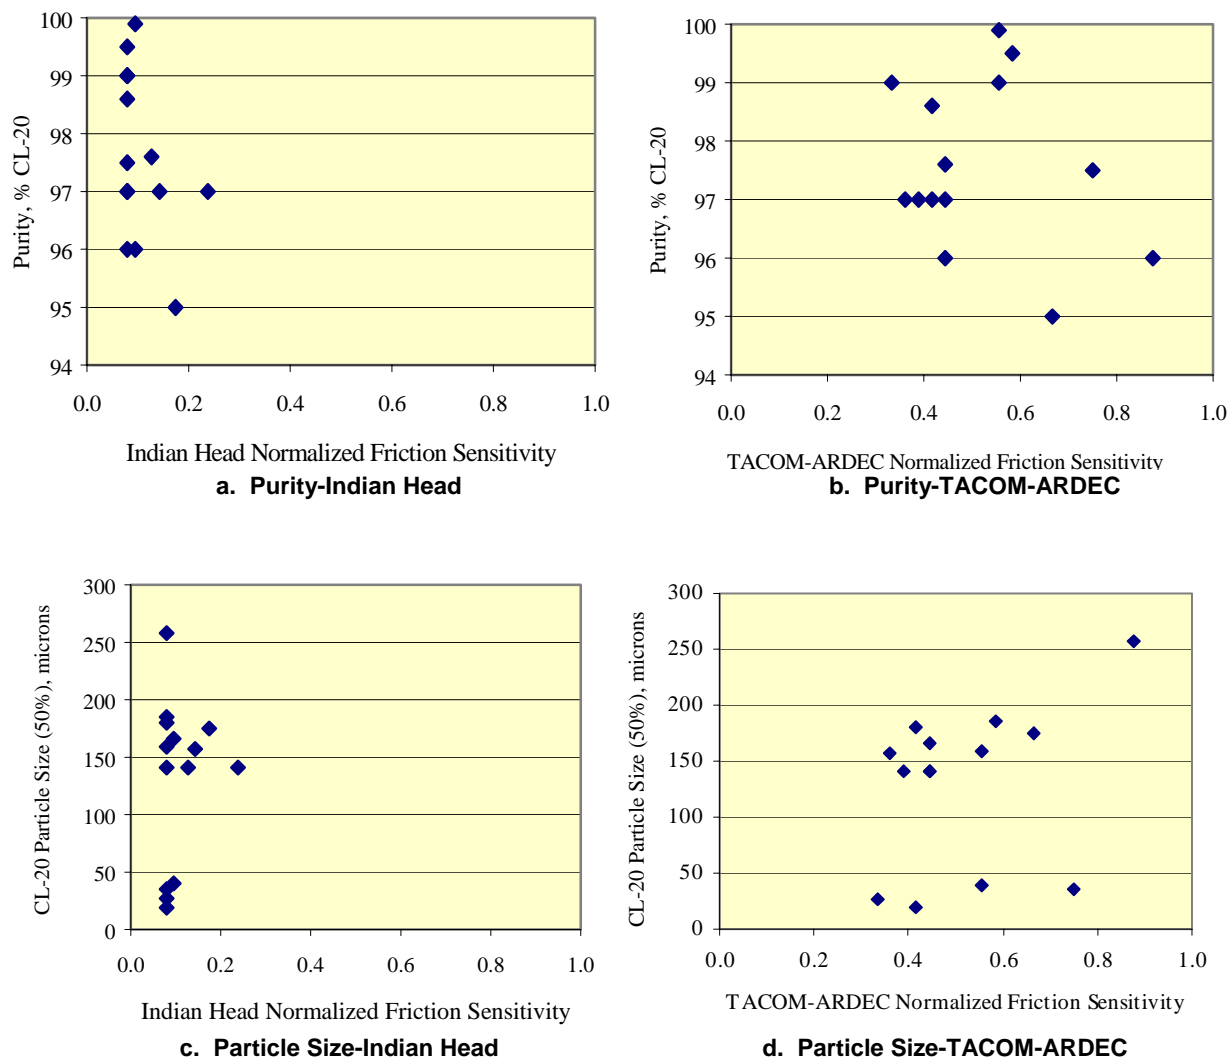 100
99
98
97
96
95
94
Purity, % CL-20
0.0 0.2 0.4 0.6 0.8 1.0
Indian Head Normalized Friction Sensitivity
a. Purity-Indian Head
100
99
98
97
96
95
94
Purity, % CL-20
0.0 0.2 0.4 0.6 0.8 1.0
TACOM-ARDEC Normalized Friction Sensitivity
b. Purity-TACOM-ARDEC
300
250
200
150
100
50
0
CL-20 Particle Size (50%), microns
0.0 0.2 0.4 0.6 0.8 1.0
Indian Head Normalized Friction Sensitivity
c. Particle Size-Indian Head
300
250
200
150
100
50
0
CL-20 Particle Size (50%), microns
0.0 0.2 0.4 0.6 0.8 1.0
TACOM-ARDEC Normalized Friction Sensitivity
d. Particle Size-TACOM-ARDEC